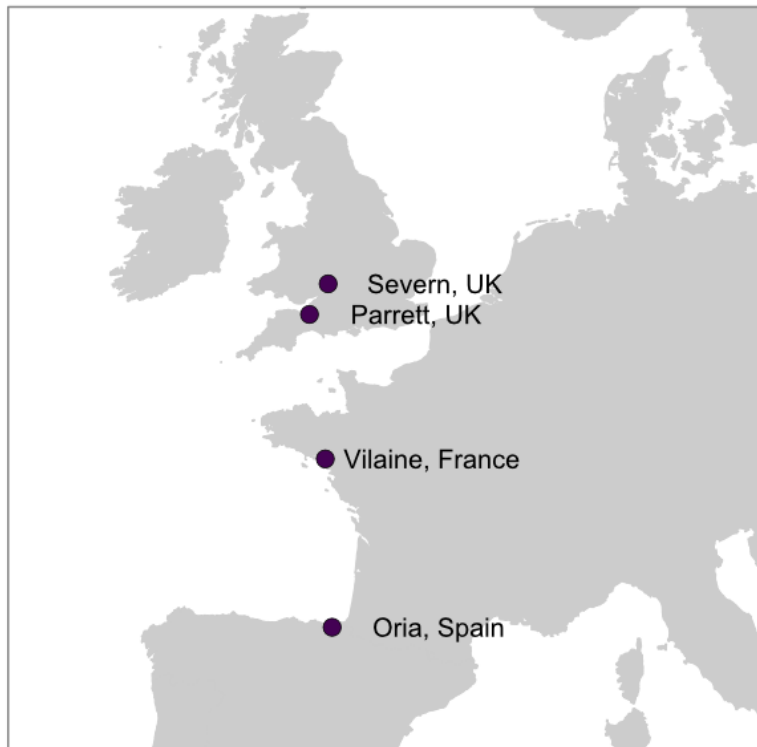 Severn, UK
Parrett, UK
Vilaine, France
Oria, Spain